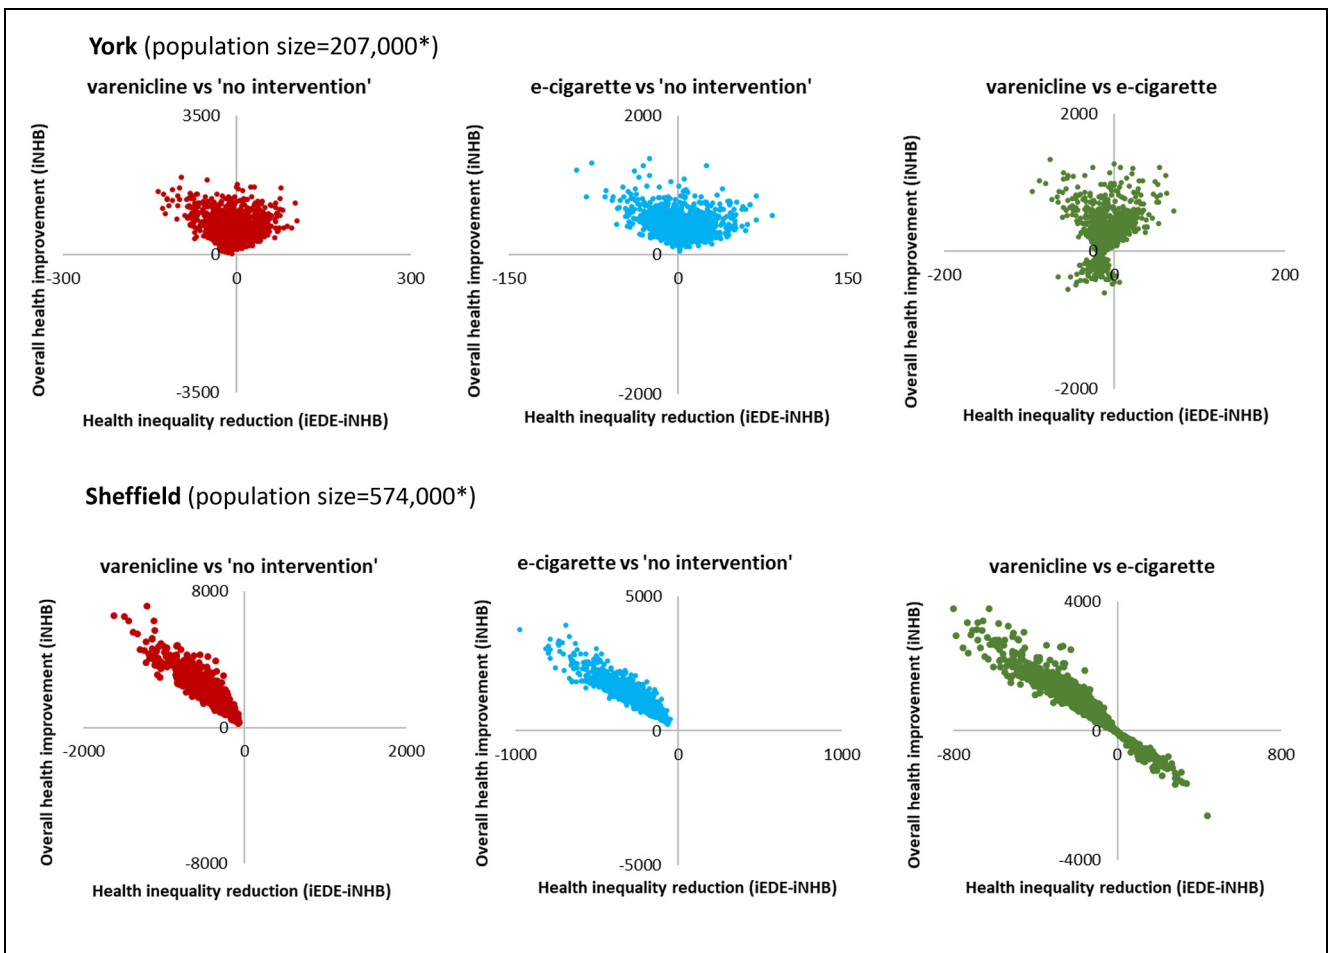 York (population size=207,000*)
varenicline vs 'no intervention'
3500
Overall health improvement (iNHB)
0
-300
0
300
-3500
Health inequality reduction (iEDE-iNHB)
e-cigarette vs 'no intervention'
2000
Overall health improvement (iNHB)
0
-150
0
150
-2000
Health inequality reduction (iEDE-iNHB)
varenicline vs e-cigarette
2000
Overall health improvement (iNHB)
0
-200
0
200
-2000
Health inequality reduction (iEDE-iNHB)
Sheffield (population size=574,000*)
varenicline vs 'no intervention'
8000
Overall health improvement (iNHB)
0
-2000
0
2000
-8000
Health inequality reduction (iEDE-iNHB)
e-cigarette vs 'no intervention'
5000
Overall health improvement (iNHB)
0
-1000
0
1000
-5000
Health inequality reduction (iEDE-iNHB)
varenicline vs e-cigarette
4000
Overall health improvement (iNHB)
0
-800
0
800
-4000
Health inequality reduction (iEDE-iNHB)